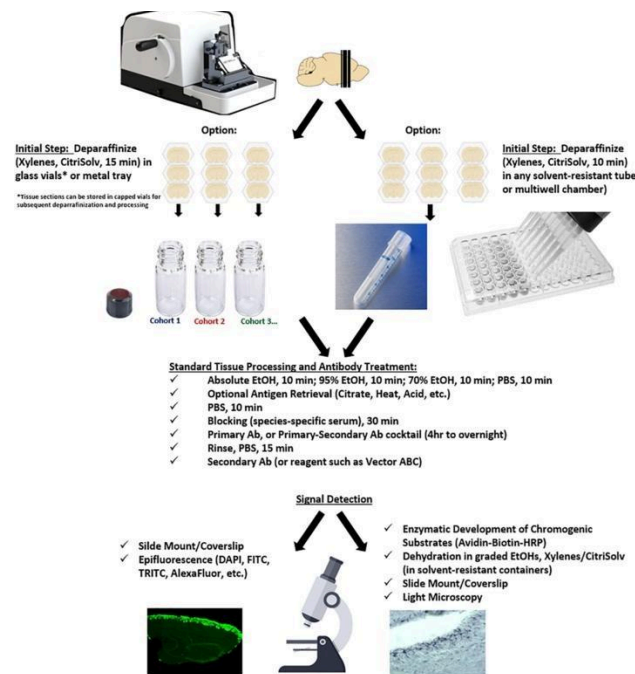 Option:
Option:
Initial Step: Deparaffinize
(Xylenes, CitriSolv, 15 min) in
glass vials* or metal tray
*Tissue sections can be stored in capped vials for
subsequent deparrafinization and processing
Initial Step: Deparaffinize
(Xylenes, CitriSolv, 10 min)
in any solvent-resistant tube
or multiwell chamber)
Cohort 1
Cohort 2
Cohort 3...
Standard Tissue Processing and Antibody Treatment:
✓ Absolute EtOH, 10 min; 95% EtOH, 10 min; 70% EtOH, 10 min; PBS, 10 min
✓ Optional Antigen Retrieval (Citrate, Heat, Acid, etc.)
✓ PBS, 10 min
✓ Blocking (species-specific serum), 30 min
✓ Primary Ab, or Primary-Secondary Ab cocktail (4hr to overnight)
✓ Rinse, PBS, 15 min
✓ Secondary Ab (or reagent such as Vector ABC)
Signal Detection
✓ Silde Mount/Coverslip
✓ Epifluorescence (DAPI, FITC,
TRITC, AlexaFluor, etc.)
✓ Enzymatic Development of Chromogenic
Substrates (Avidin-Biotin-HRP)
✓ Dehydration in graded EtOHs, Xylenes/CitriSolv
(in solvent-resistant containers)
✓ Slide Mount/Coverslip
✓ Light Microscopy